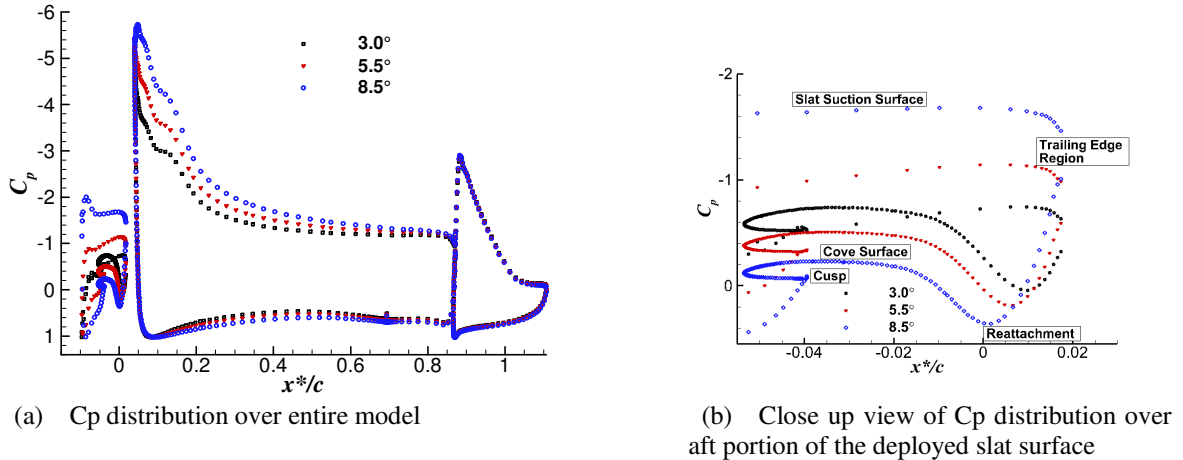 -6
-5
-4
-3
-2
-1
0
1
C_p
3.0°
5.5°
8.5°
0 0.2 0.4 0.6 0.8 1
x*/c
(a) Cp distribution over entire model
-2
-1
0
C_p
Slat Suction Surface
Trailing Edge
Region
Cove Surface
Cusp
3.0°
5.5°
8.5°
Reattachment
-0.04 -0.02 0 0.02
x*/c
(b) Close up view of Cp distribution over
aft portion of the deployed slat surface